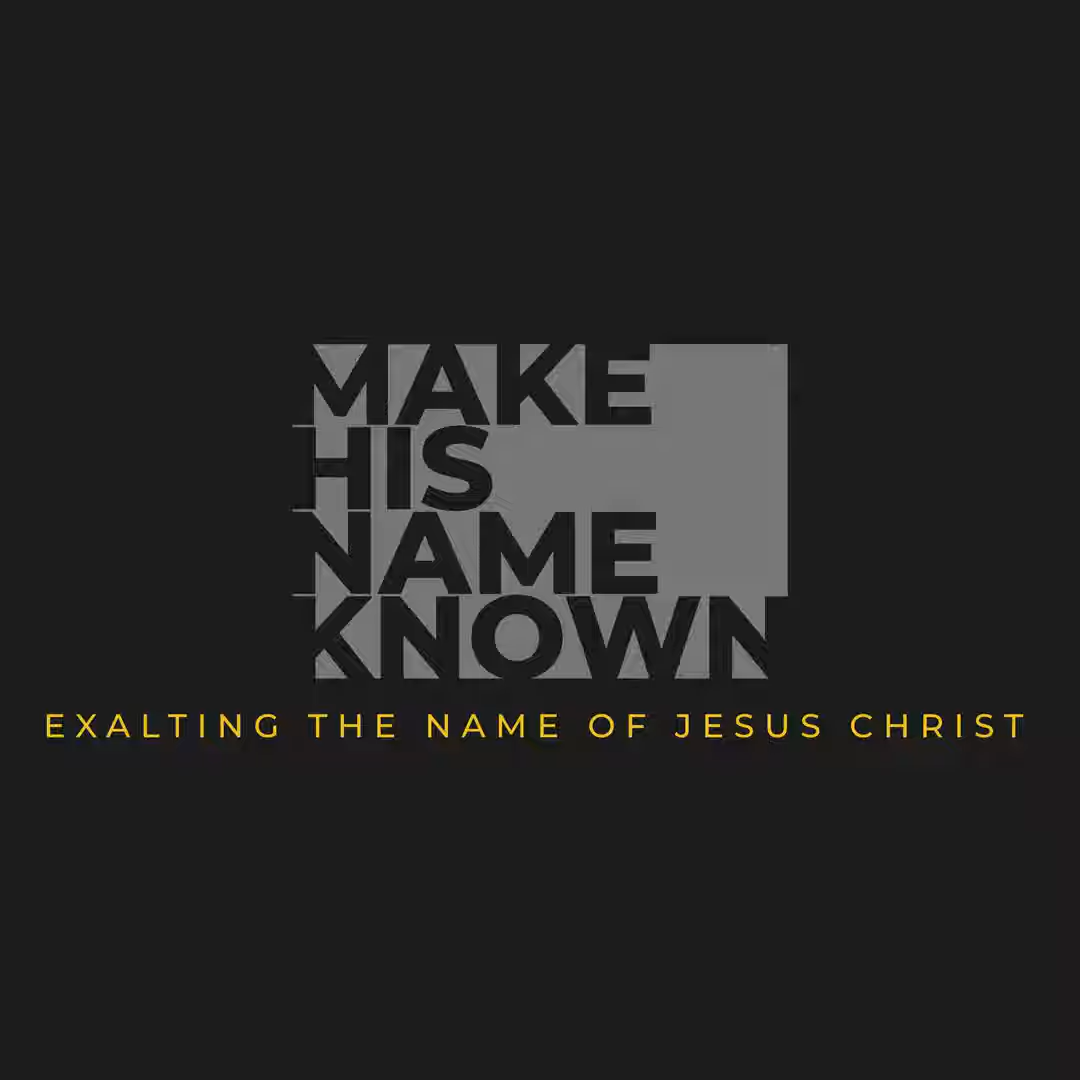 MAKE
HIS
NAME
KNOWN
EXALTING THE NAME OF JESUS CHRIST